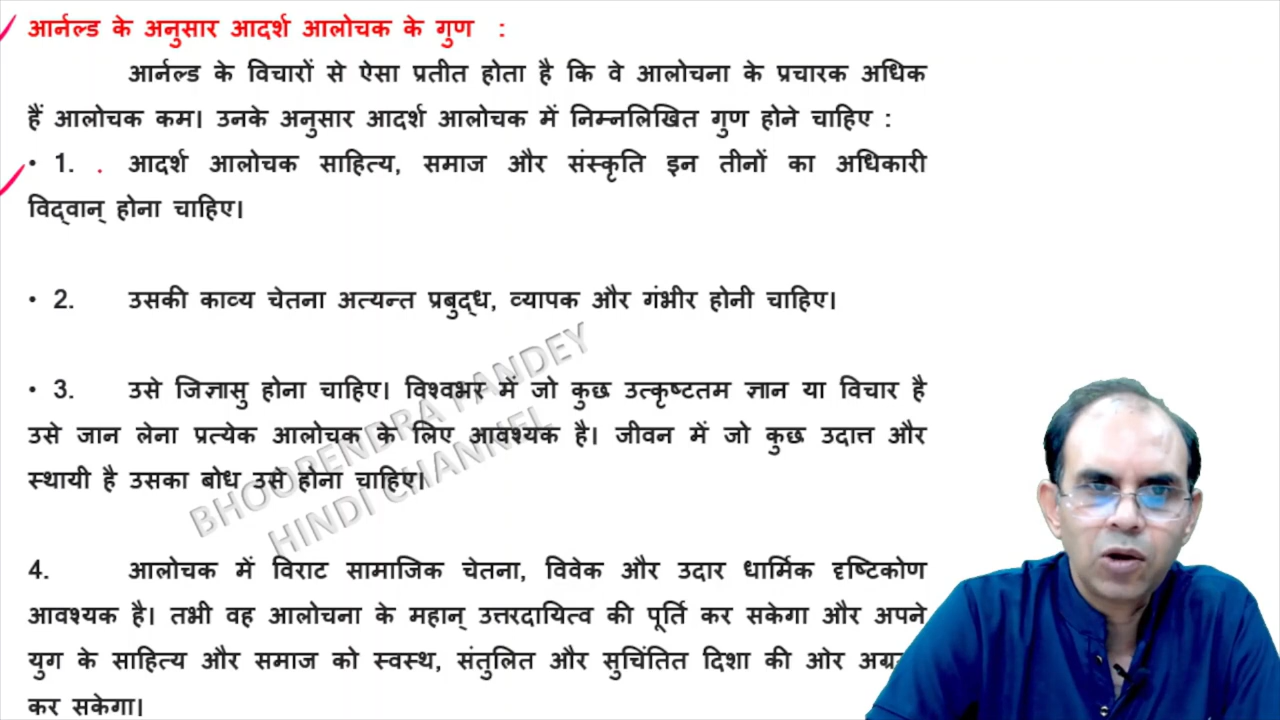 आर्नल्ड के अनुसार आदर्श आलोचक के गुण :
आर्नल्ड के विचारों से ऐसा प्रतीत होता है कि वे आलोचना के प्रचारक अधिक
हैं आलोचक कम। उनके अनुसार आदर्श आलोचक में निम्नलिखित गुण होने चाहिए :
• 1. . आदर्श आलोचक साहित्य, समाज और संस्कृति इन तीनों का अधिकारी
विद्वान् होना चाहिए।
• 2. उसकी काव्य चेतना अत्यन्त प्रबुद्ध, व्यापक और गंभीर होनी चाहिए।
• 3. उसे जिज्ञासु होना चाहिए। विश्वभर में जो कुछ उत्कृष्टतम ज्ञान या विचार है
उसे जान लेना प्रत्येक आलोचक के लिए आवश्यक है। जीवन में जो कुछ उदात्त और
स्थायी है उसका बोध उसे होना चाहिए।
BHOOPENDRA PANDEY
HINDI CHANNEL
4. आलोचक में विराट सामाजिक चेतना, विवेक और उदार धार्मिक दृष्टिकोण
आवश्यक है। तभी वह आलोचना के महान् उत्तरदायित्व की पूर्ति कर सकेगा और अपने
युग के साहित्य और समाज को स्वस्थ, संतुलित और सुचिंतित दिशा की ओर
कर सकेगा।